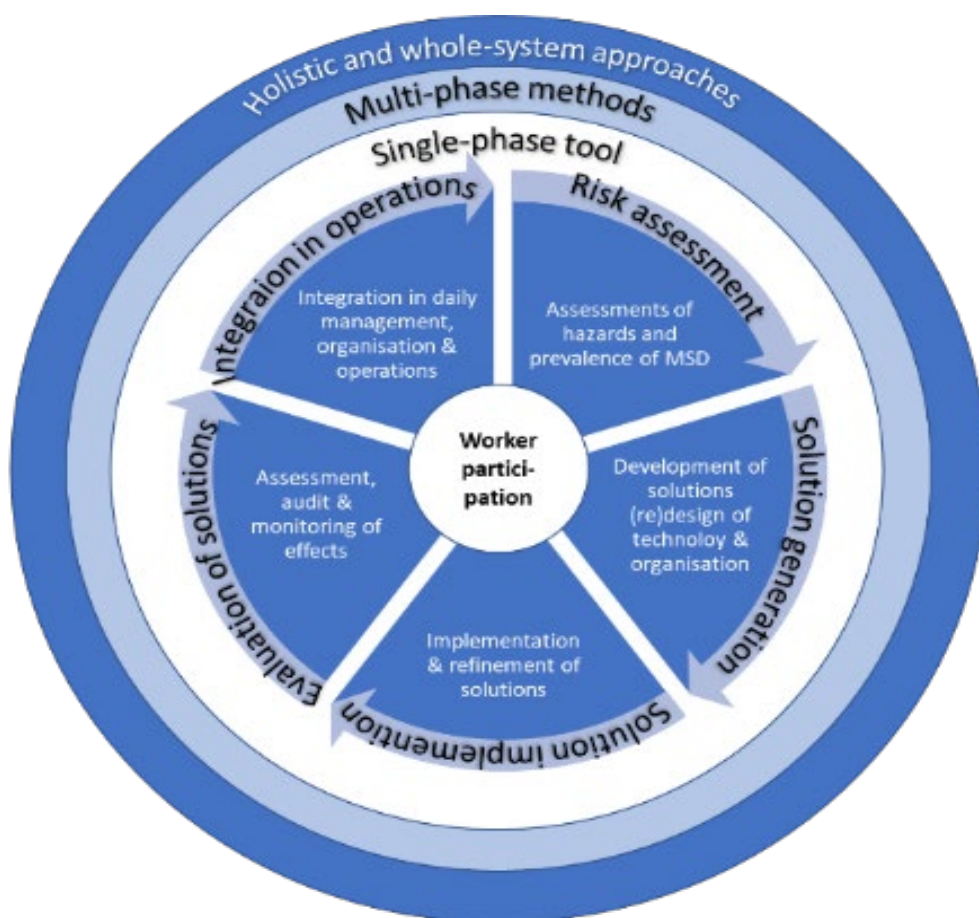 Holistic and whole-system approaches
Multi-phase methods
Single-phase tool
Risk assessment
Assessments of
hazards and
prevalence of MSD
Solution generation
Development of
solutions
(re)design of
technoloy &
organisation
Solution implemention
Implementation
& refinement of
solutions
Evaluation of solutions
Assessment,
audit &
monitoring of
effects
Integraion in operations
Integration in daily
management,
organisation &
operations
Worker
partici-
pation